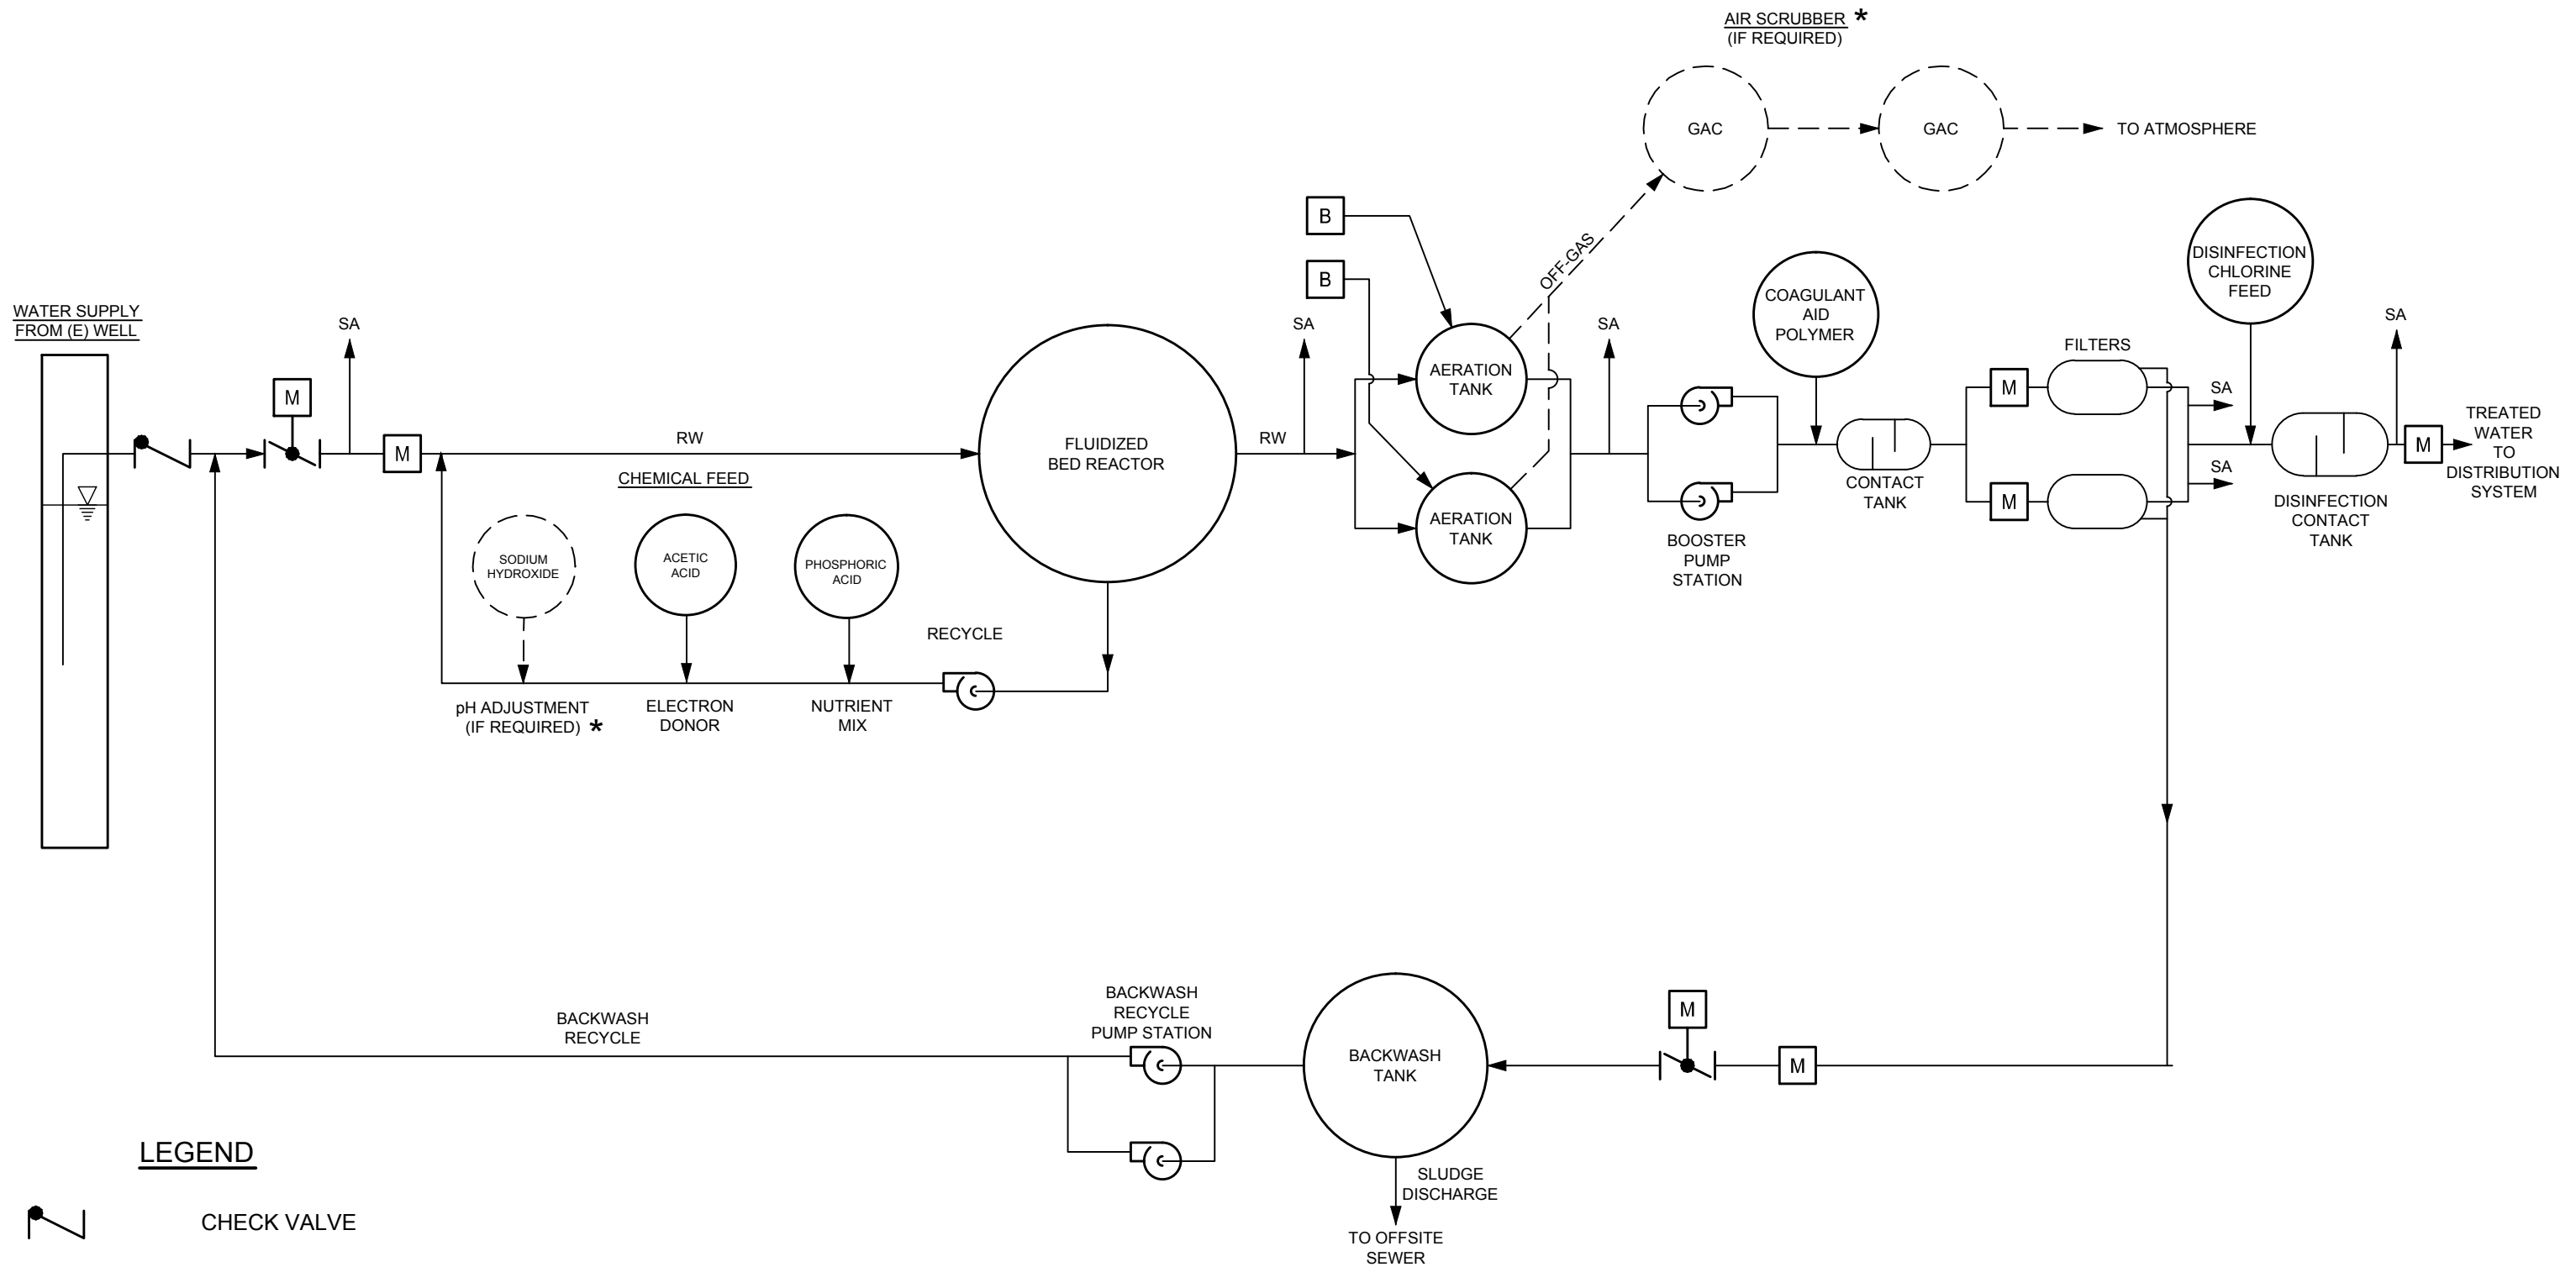 AIR SCRUBBER *
(IF REQUIRED)
GAC
GAC
TO ATMOSPHERE
B
B
OFF-GAS
WATER SUPPLY
FROM (E) WELL
M
SA
M
RW
CHEMICAL FEED
SODIUM
HYDROXIDE
ACETIC
ACID
PHOSPHORIC
ACID
pH ADJUSTMENT
(IF REQUIRED) *
ELECTRON
DONOR
NUTRIENT
MIX
RECYCLE
FLUIDIZED
BED REACTOR
RW
SA
AERATION
TANK
AERATION
TANK
SA
BOOSTER
PUMP
STATION
COAGULANT
AID
POLYMER
CONTACT
TANK
FILTERS
M
M
SA
SA
DISINFECTION
CHLORINE
FEED
DISINFECTION
CONTACT
TANK
SA
M
TREATED
WATER
TO
DISTRIBUTION
SYSTEM
BACKWASH
RECYCLE
BACKWASH
RECYCLE
PUMP STATION
BACKWASH
TANK
M
M
SLUDGE
DISCHARGE
TO OFFSITE
SEWER
LEGEND
CHECK VALVE